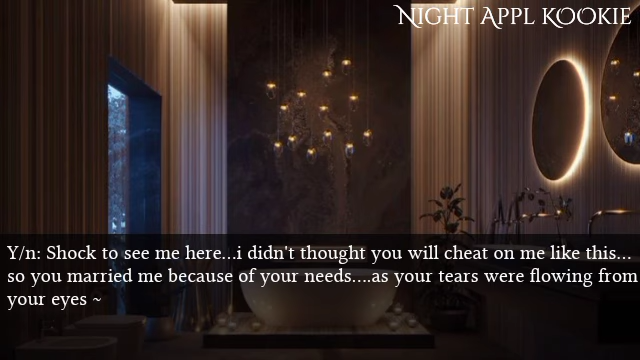 NIGHT APPL KOOKIE
Y/n: Shock to see me here...i didn't thought you will cheat on me like this...
so you married me because of your needs....as your tears were flowing from
your eyes ~